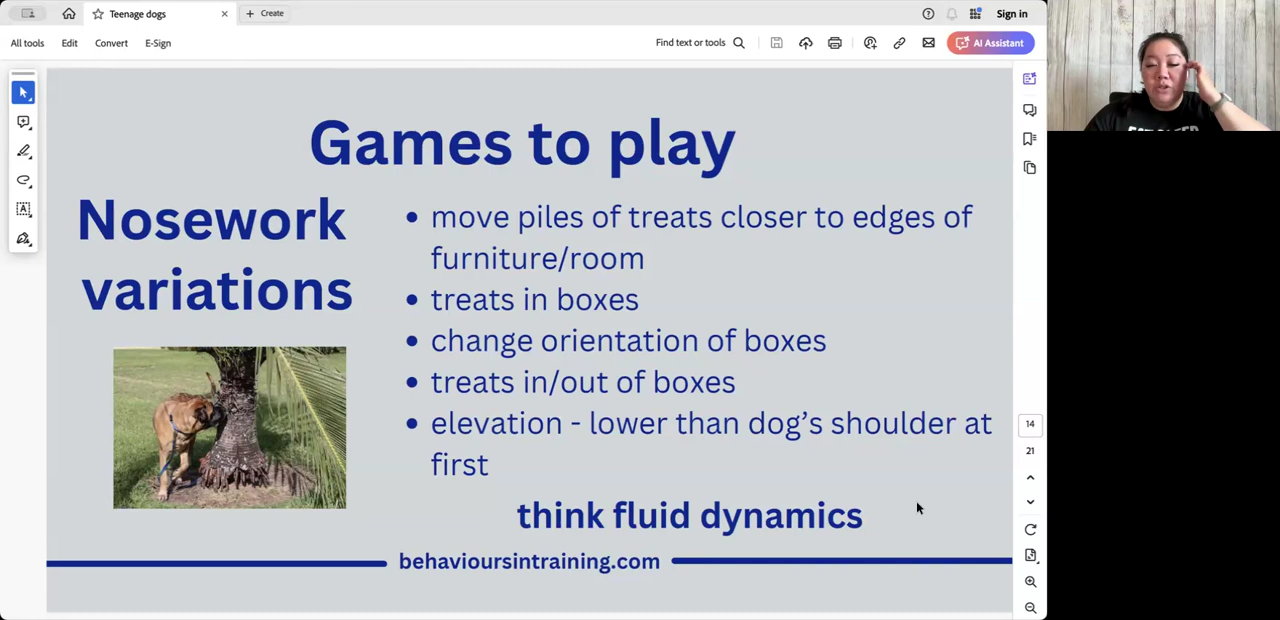 Teenage dogs
Create
Sign in
All tools
Edit
Convert
E-Sign
Find text or tools
AI Assistant
Games to play
Nosework
variations
• move piles of treats closer to edges of
furniture/room
• treats in boxes
• change orientation of boxes
• treats in/out of boxes
• elevation - lower than dog’s shoulder at
first
think fluid dynamics
behavioursintraining.com
14
21